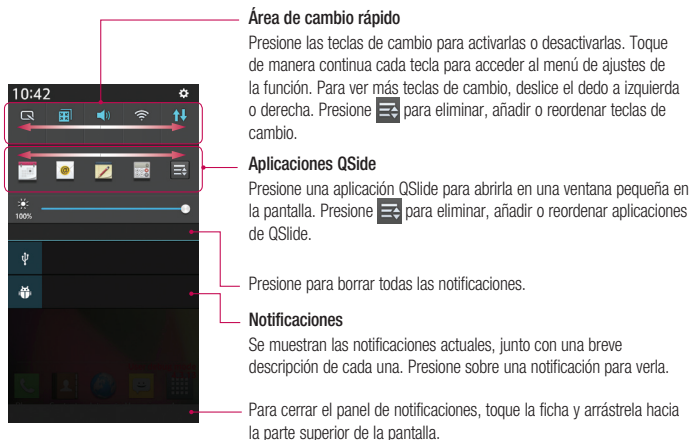 Área de cambio rápido
Presione las teclas de cambio para activarlas o desactivarlas. Toque
de manera continua cada tecla para acceder al menú de ajustes de
la función. Para ver más teclas de cambio, deslice el dedo a izquierda
o derecha. Presione para eliminar, añadir o reordenar teclas de
cambio.
10:42
Aplicaciones QSide
Presione una aplicación QSlide para abrirla en una ventana pequeña en
la pantalla. Presione para eliminar, añadir o reordenar aplicaciones
de QSlide.
100%
Presione para borrar todas las notificaciones.
Notificaciones
Se muestran las notificaciones actuales, junto con una breve
descripción de cada una. Presione sobre una notificación para verla.
Para cerrar el panel de notificaciones, toque la ficha y arrástrela hacia
la parte superior de la pantalla.